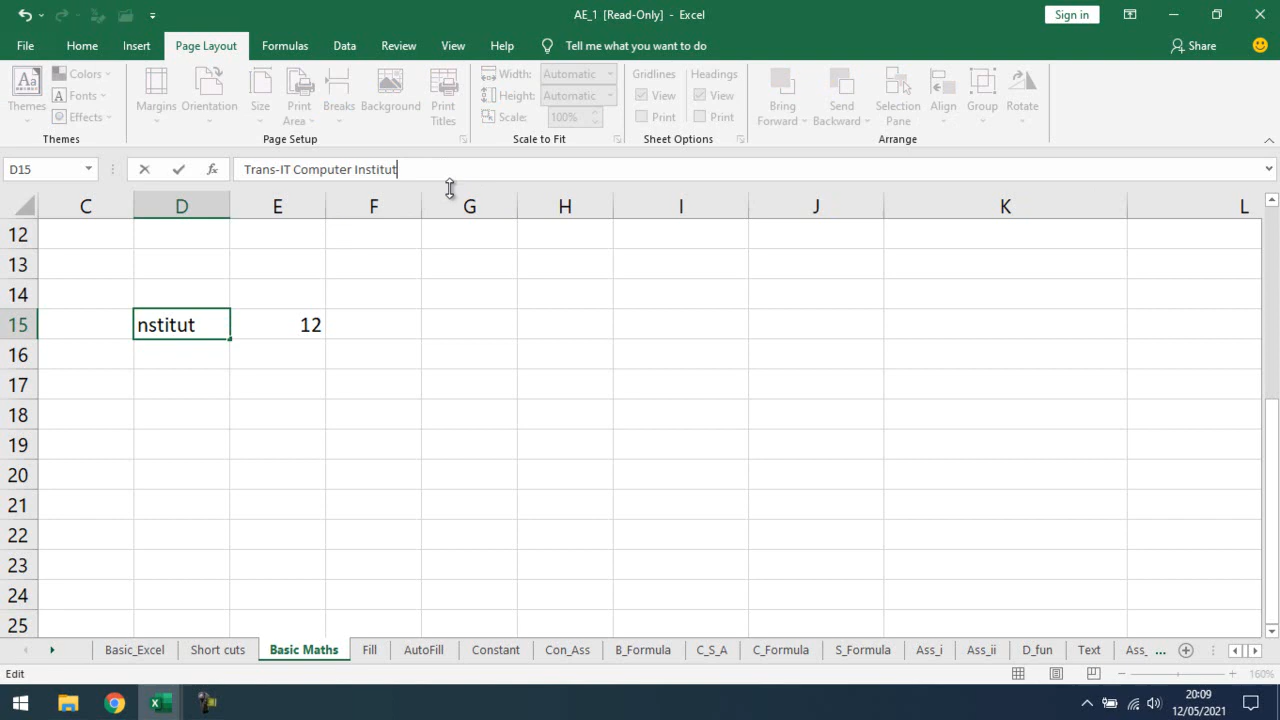 AE_1 [Read-Only] - Excel
Sign in
File Home Insert Page Layout Formulas Data Review View Help Tell me what you want to do Share
Themes
Colors
Fonts
Effects
Margins Orientation Size Print Area Breaks Background Print Titles
Width: Automatic
Height: Automatic
Scale: 100%
Gridlines Headings
View View
Print Print
Bring Forward Send Backward Selection Pane Align Group Rotate
Themes Page Setup Scale to Fit Sheet Options Arrange
D15 fx Trans-IT Computer Institut
C D E F G H I J K L
12
13
14
15 nstitut 12
16
17
18
19
20
21
22
23
24
25
Basic_Excel Short cuts Basic Maths Fill AutoFill Constant Con_Ass B_Formula C_S_A C_Formula S_Formula Ass_i Ass_ii D_fun Text Ass_ ...
Edit 160%
20:09
12/05/2021